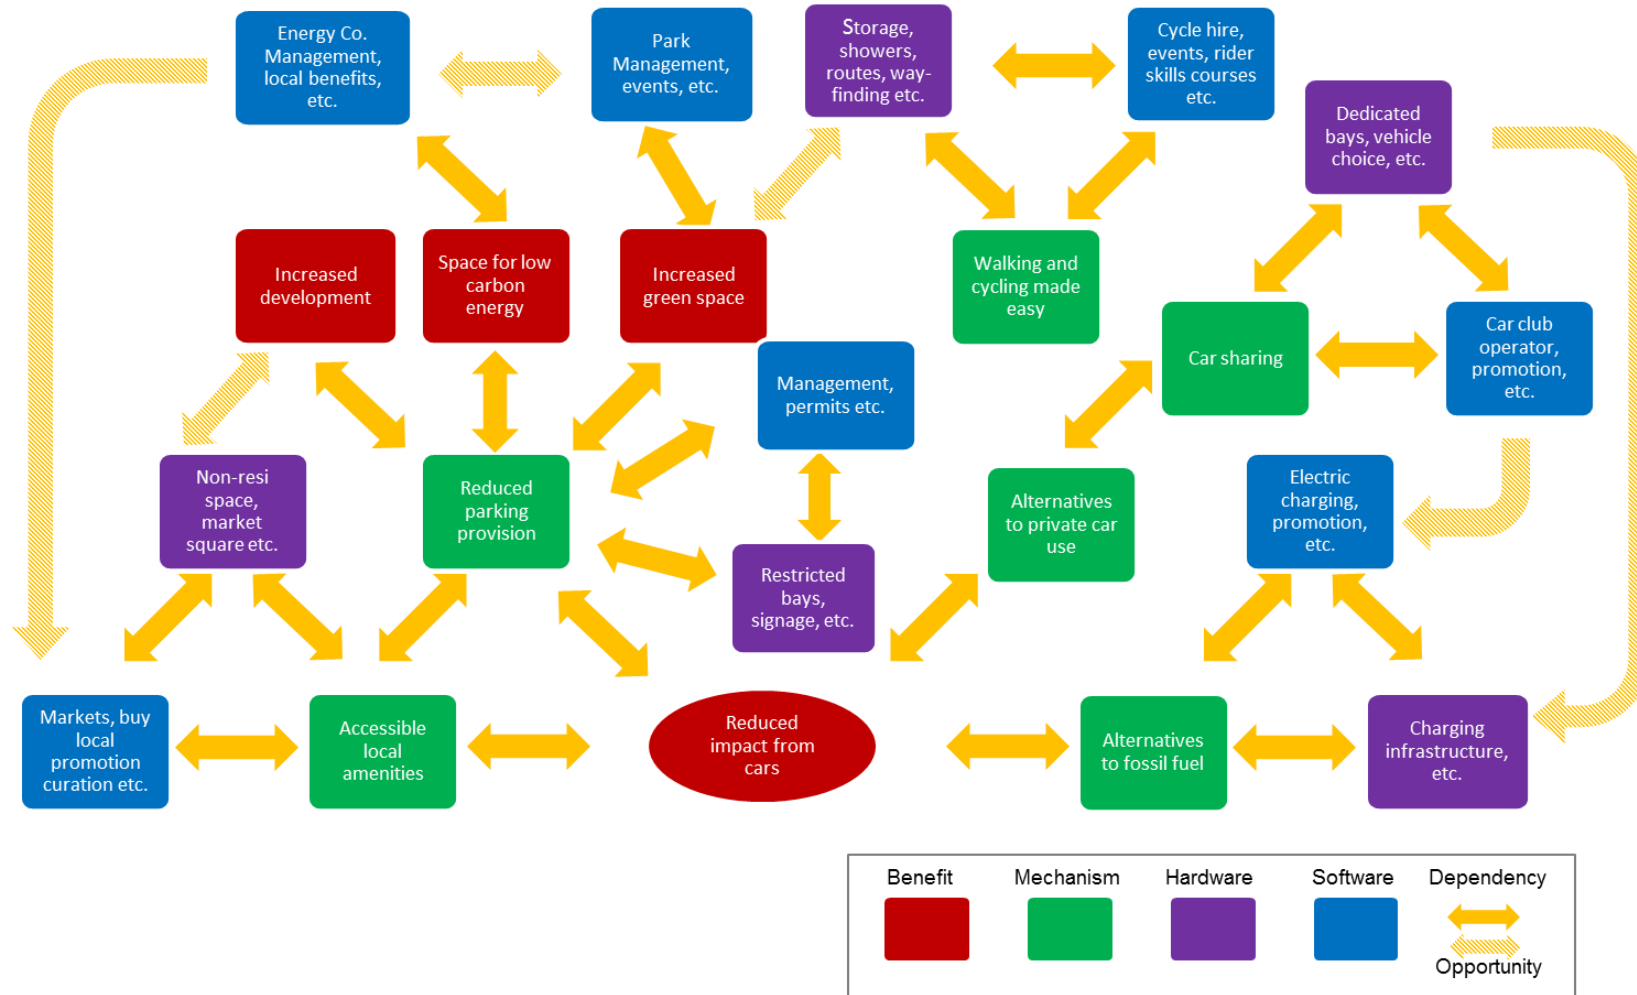 Energy Co.
Management,
local benefits,
etc.
Park
Management,
events, etc.
Storage,
showers,
routes, way-
finding etc.
Cycle hire,
events, rider
skills courses
etc.
Dedicated
bays, vehicle
choice, etc.
Increased
development
Space for low
carbon
energy
Increased
green space
Walking and
cycling made
easy
Car sharing
Car club
operator,
promotion,
etc.
Management,
permits etc.
Non-resi
space,
market
square etc.
Reduced
parking
provision
Alternatives
to private car
use
Electric
charging,
promotion,
etc.
Restricted
bays,
signage, etc.
Markets, buy
local
promotion
curation etc.
Accessible
local
amenities
Reduced
impact from
cars
Alternatives
to fossil fuel
Charging
infrastructure,
etc.
Benefit
Mechanism
Hardware
Software
Dependency
Opportunity